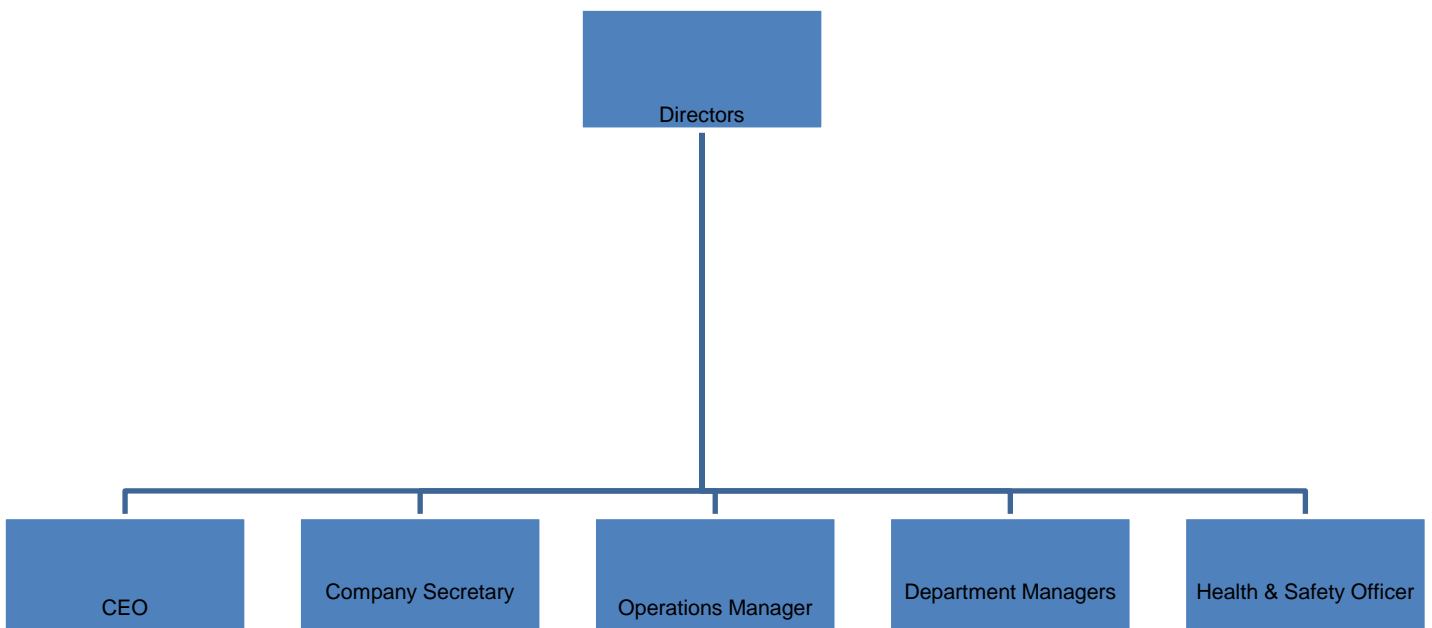 Directors
CEO
Company Secretary
Operations Manager
Department Managers
Health & Safety Officer